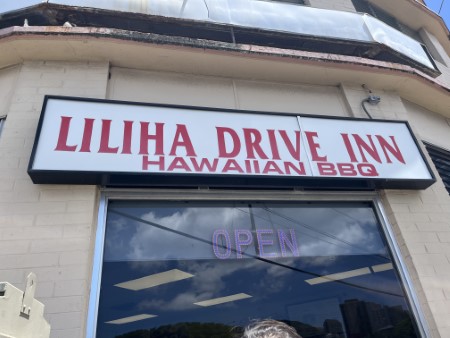 LILIHA DRIVE INN
HAWAIIAN BBQ
OPEN